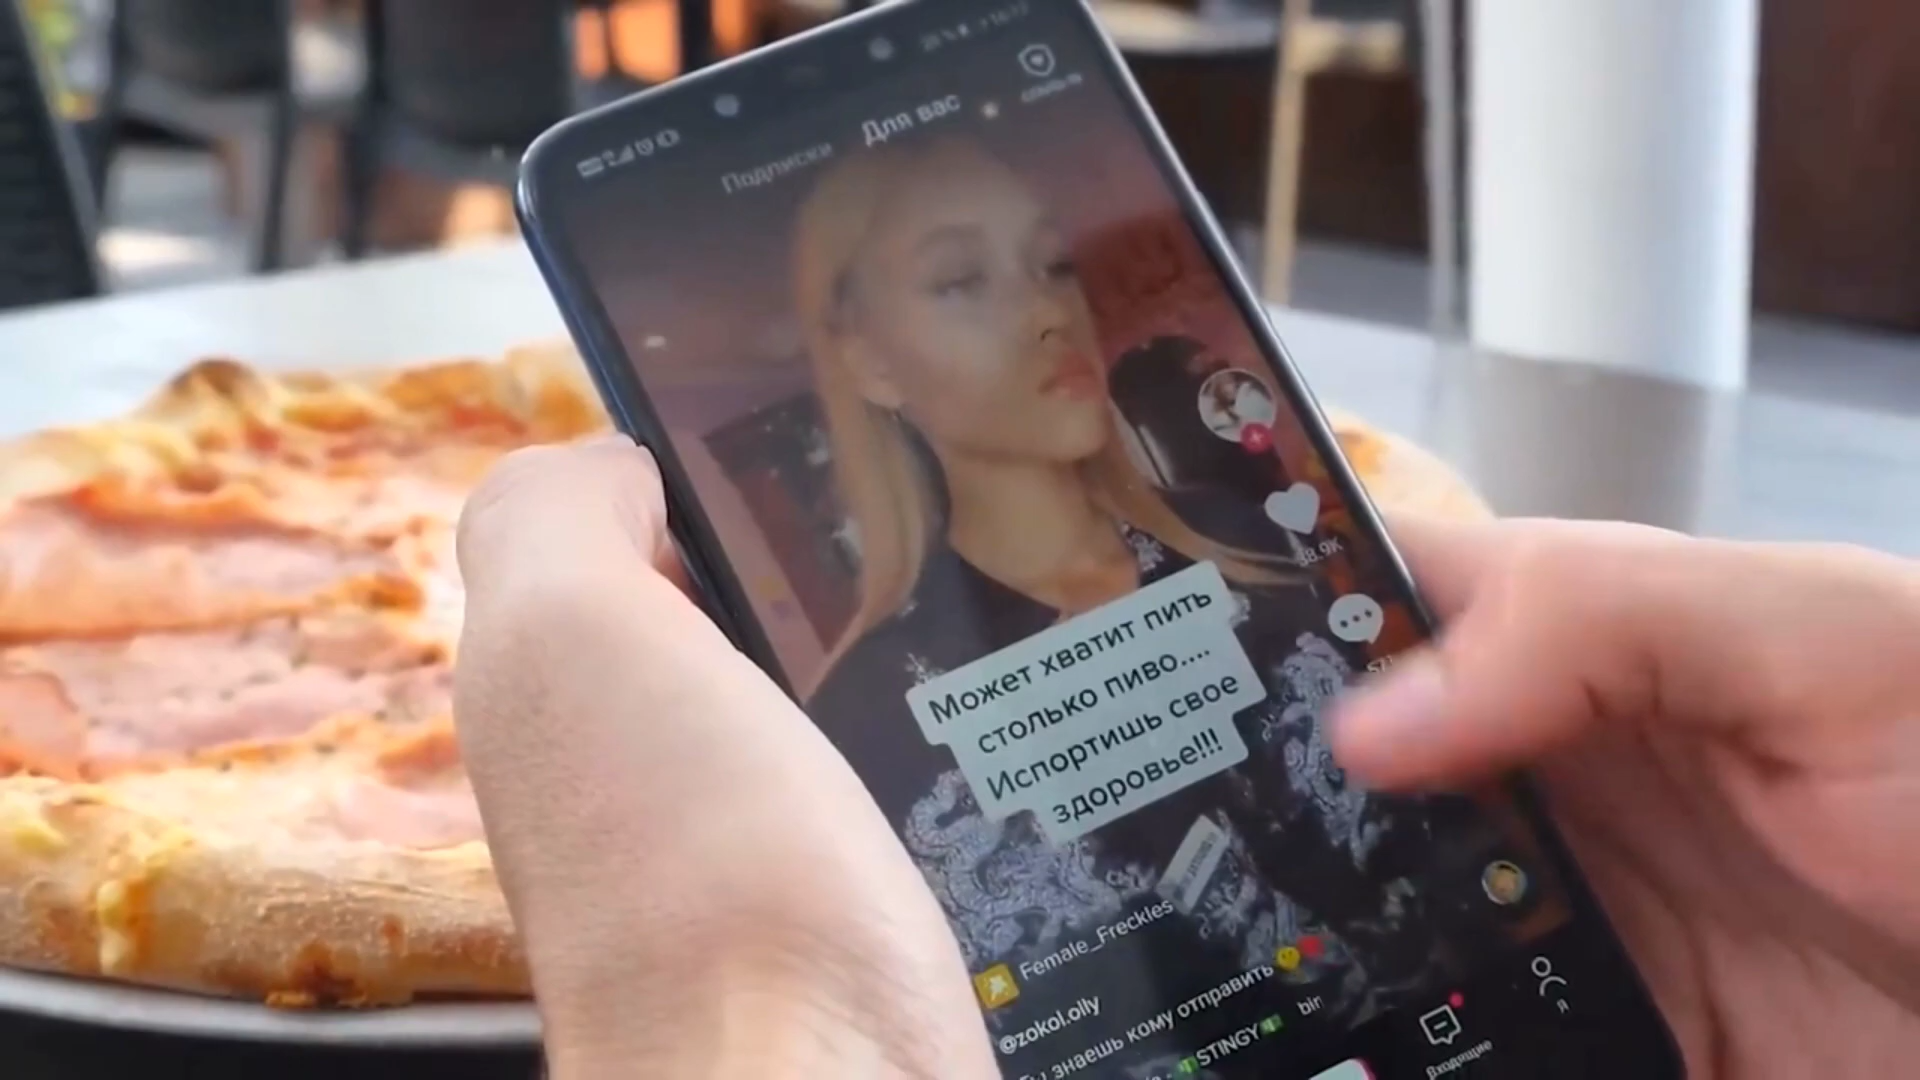 Подписки Для вас
38.9K
571
Может хватит пить
столько пиво....
Испортишь свое
здоровье!!!
Female_Freckles
@zokol.olly
знаешь кому отправить
STINGY
Входящие
Я